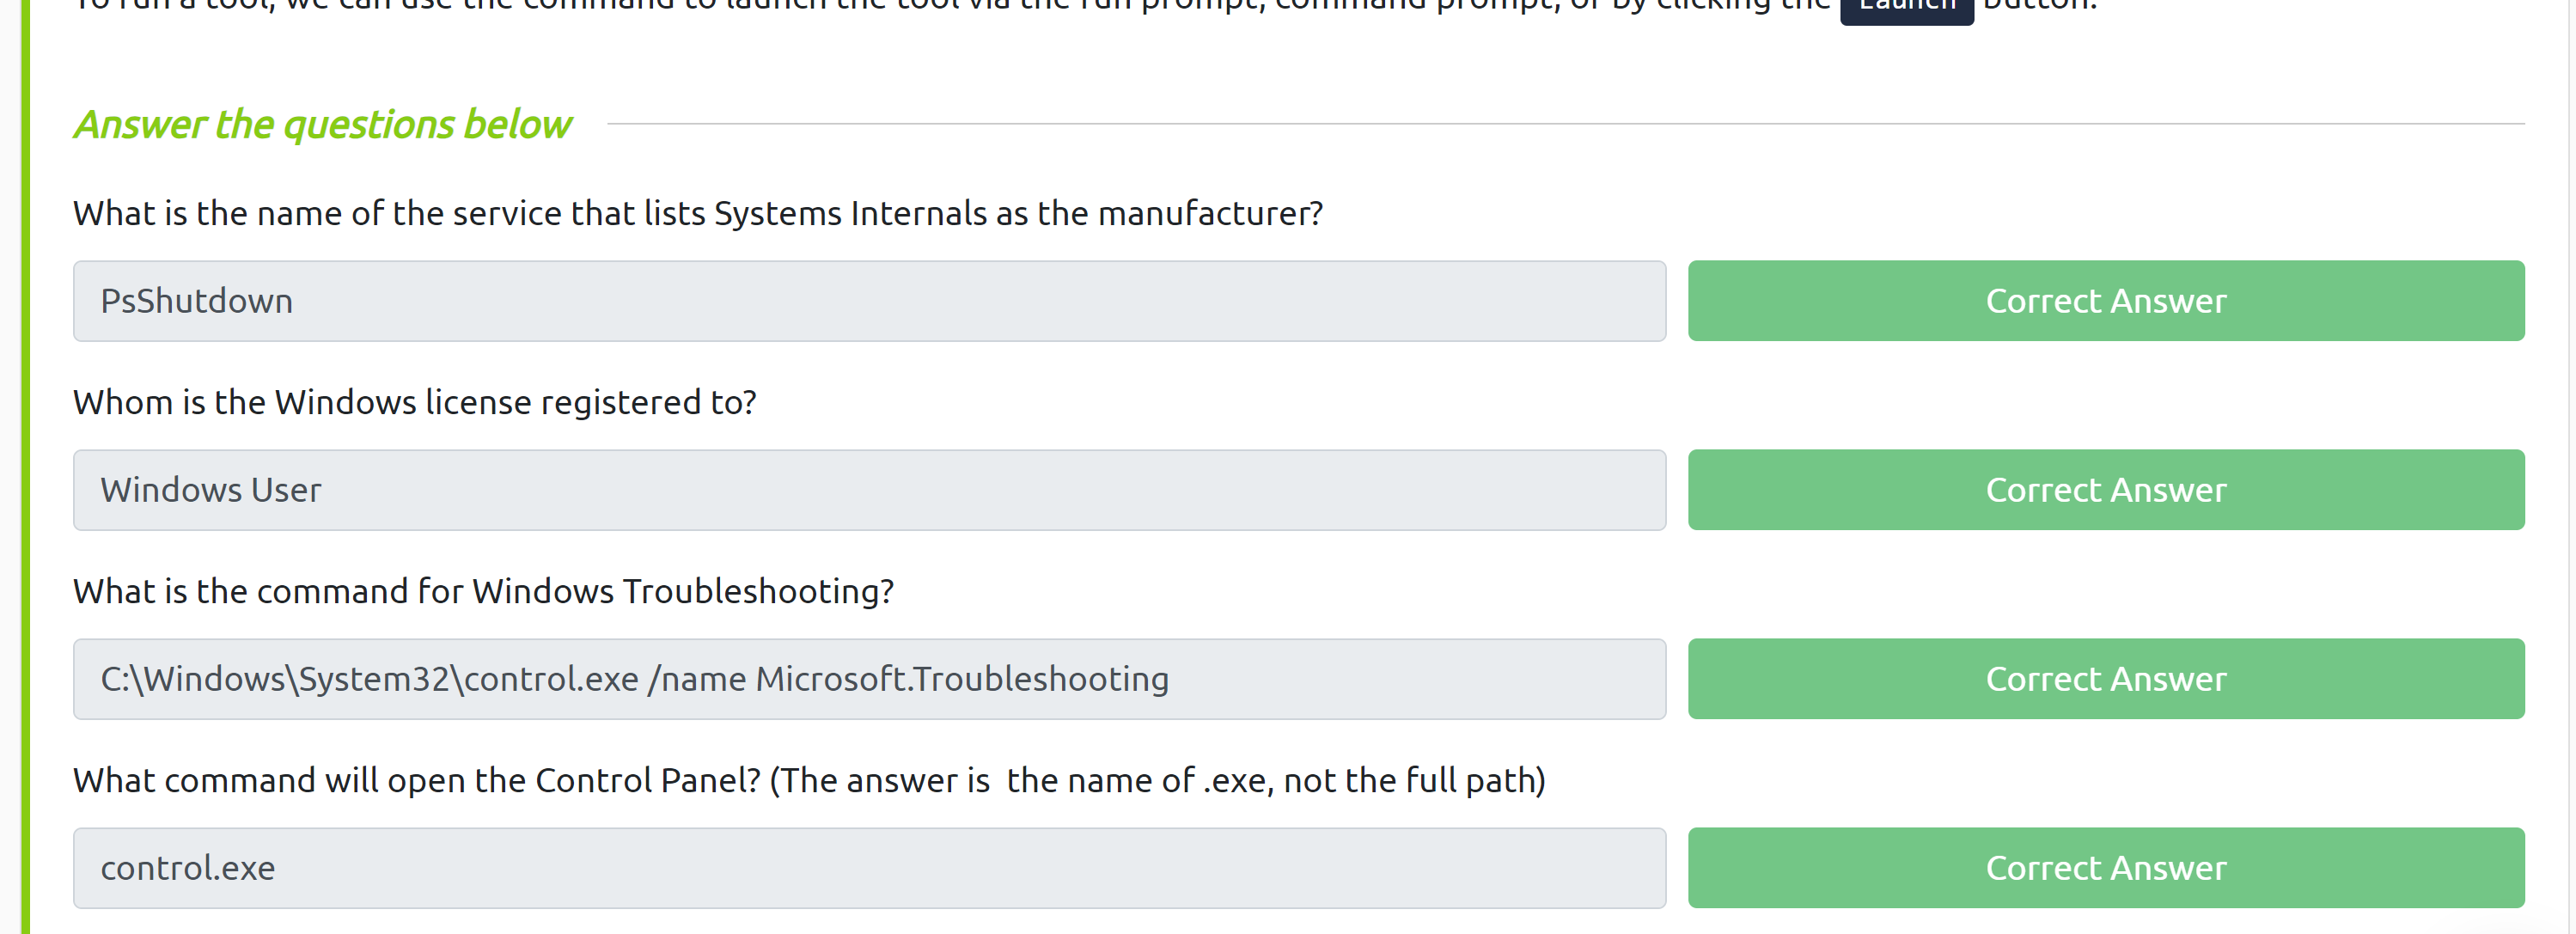 To run a tool, we can use the command to launch the tool via the run prompt, command prompt, or by clicking the Launch button.
Answer the questions below
What is the name of the service that lists Systems Internals as the manufacturer?
PsShutdown
Correct Answer
Whom is the Windows license registered to?
Windows User
Correct Answer
What is the command for Windows Troubleshooting?
C:\Windows\System32\control.exe /name Microsoft.Troubleshooting
Correct Answer
What command will open the Control Panel? (The answer is  the name of .exe, not the full path)
control.exe
Correct Answer